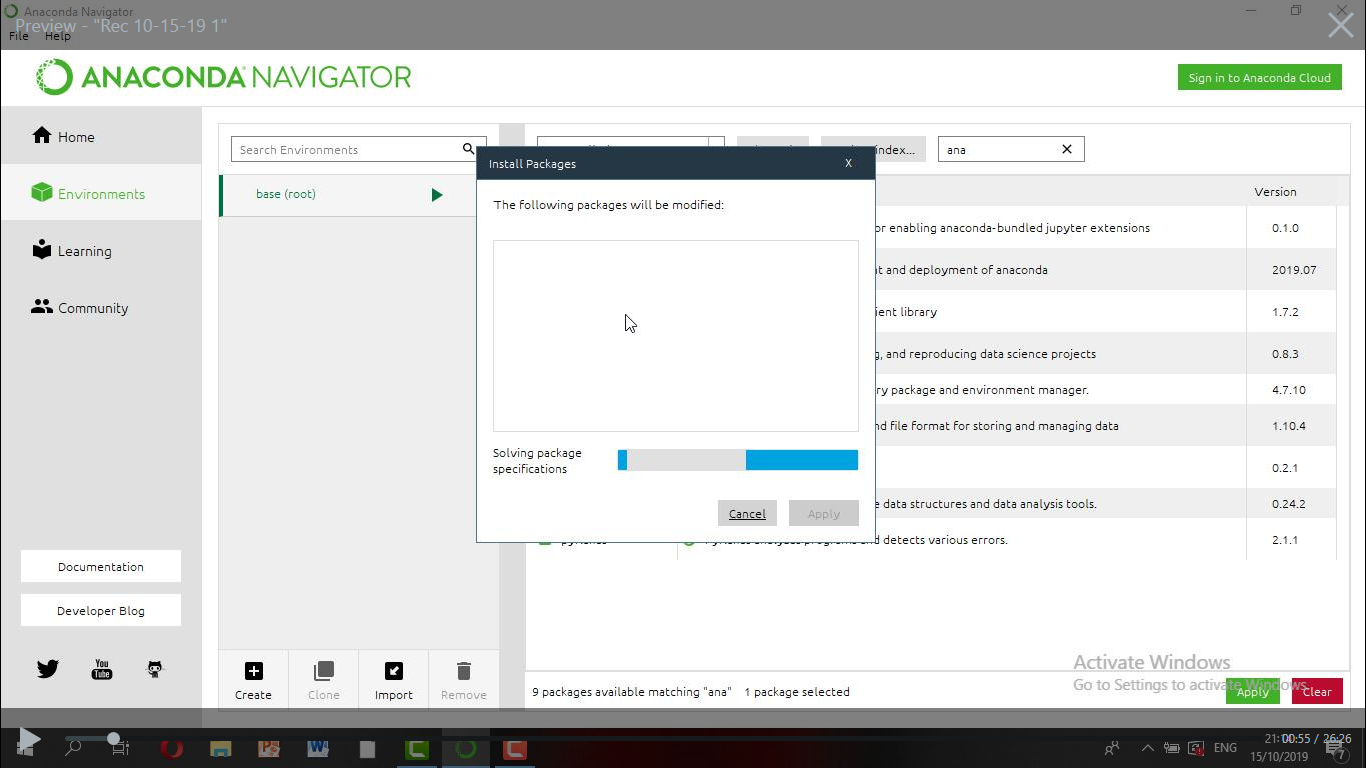 Anaconda Navigator
Preview - "Rec 10-15-19 1"
File Help
ANACONDA NAVIGATOR
Sign in to Anaconda Cloud
Home
Environments
Learning
Community
Documentation
Developer Blog
You
Tube
Search Environments
base (root)
Create
Clone
Import
Remove
index...
ana
Install Packages X
The following packages will be modified:
Solving package
specifications
Cancel
Apply
Version
or enabling anaconda-bundled jupyter extensions 0.1.0
and deployment of anaconda 2019.07
ient library 1.7.2
g, and reproducing data science projects 0.8.3
ry package and environment manager. 4.7.10
nd file format for storing and managing data 1.10.4
0.2.1
e data structures and data analysis tools. 0.24.2
pyflakes Pyflakes analyzes programs and detects various errors. 2.1.1
9 packages available matching "ana" 1 package selected
Apply
Clear
Activate Windows
Go to Settings to activate Windows.
ENG
00:00:55 / 26:26
15/10/2019
7